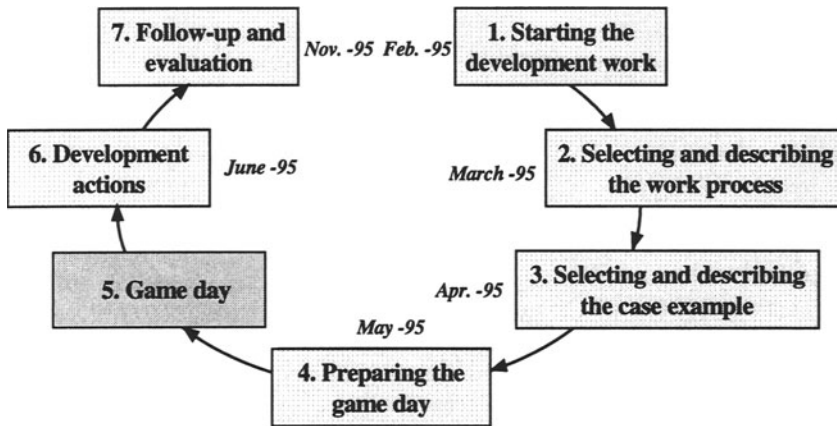 7. Follow-up and
evaluation
Nov. -95 Feb. -95
1. Starting the
development work
6. Development
actions
June -95
March -95
2. Selecting and describing
the work process
5. Game day
Apr. -95
3. Selecting and describing
the case example
May -95
4. Preparing the
game day